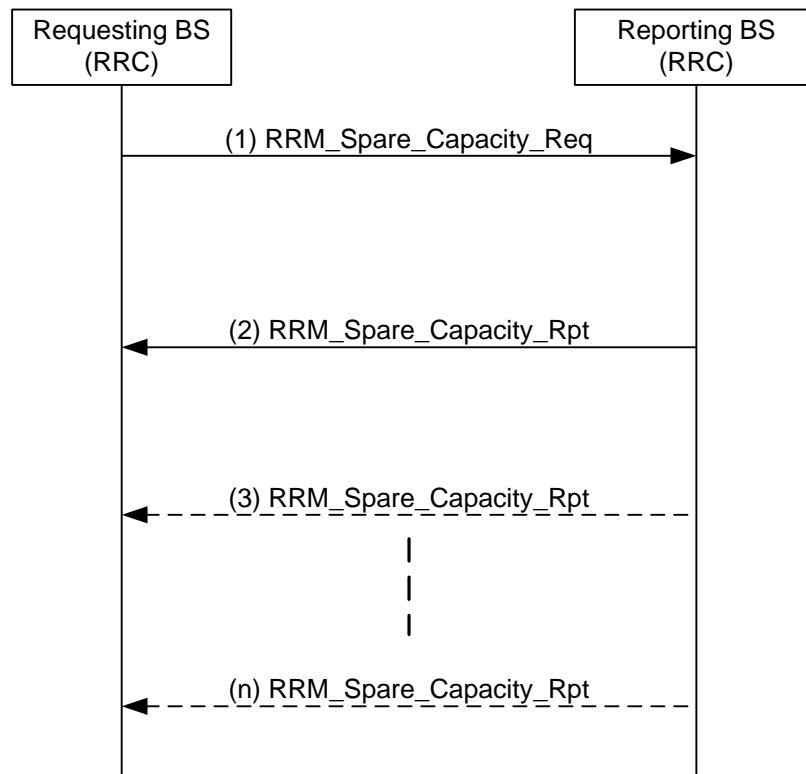 Requesting BS
(RRC)
Reporting BS
(RRC)
(1) RRM_Spare_Capacity_Req
(2) RRM_Spare_Capacity_Rpt
(3) RRM_Spare_Capacity_Rpt
(n) RRM_Spare_Capacity_Rpt